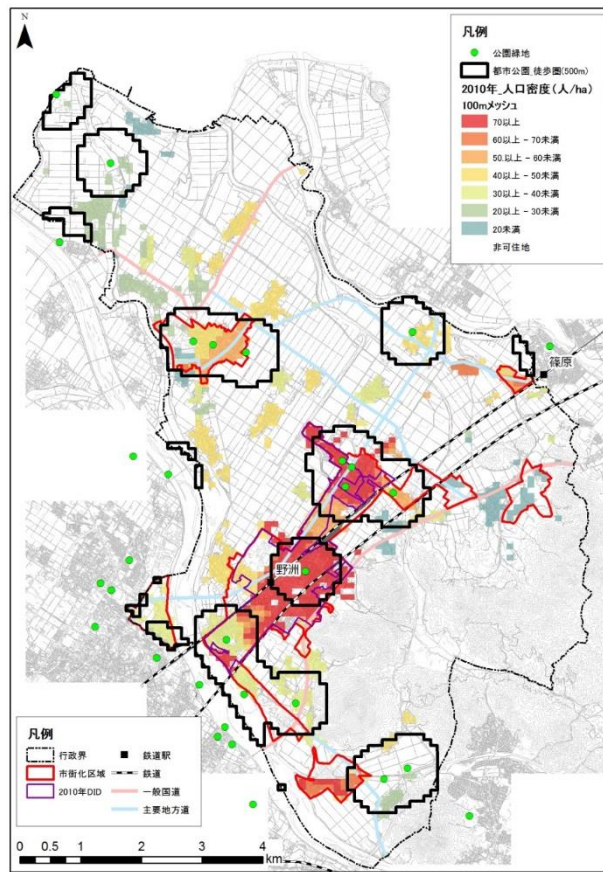 N
凡例
公園緑地
都市公園_徒歩圏(500m)
2010年_人口密度(人/ha)
100mメッシュ
70以上
60以上 - 70未満
50.以上 - 60未満
40以上 - 50未満
30以上 - 40未満
20以上 - 30未満
20未満
非可住地
篠原
野洲
凡例
行政界
鉄道駅
市街化区域
鉄道
2010年DID
一般国道
主要地方道
0 0.5 1 2 3 4
km